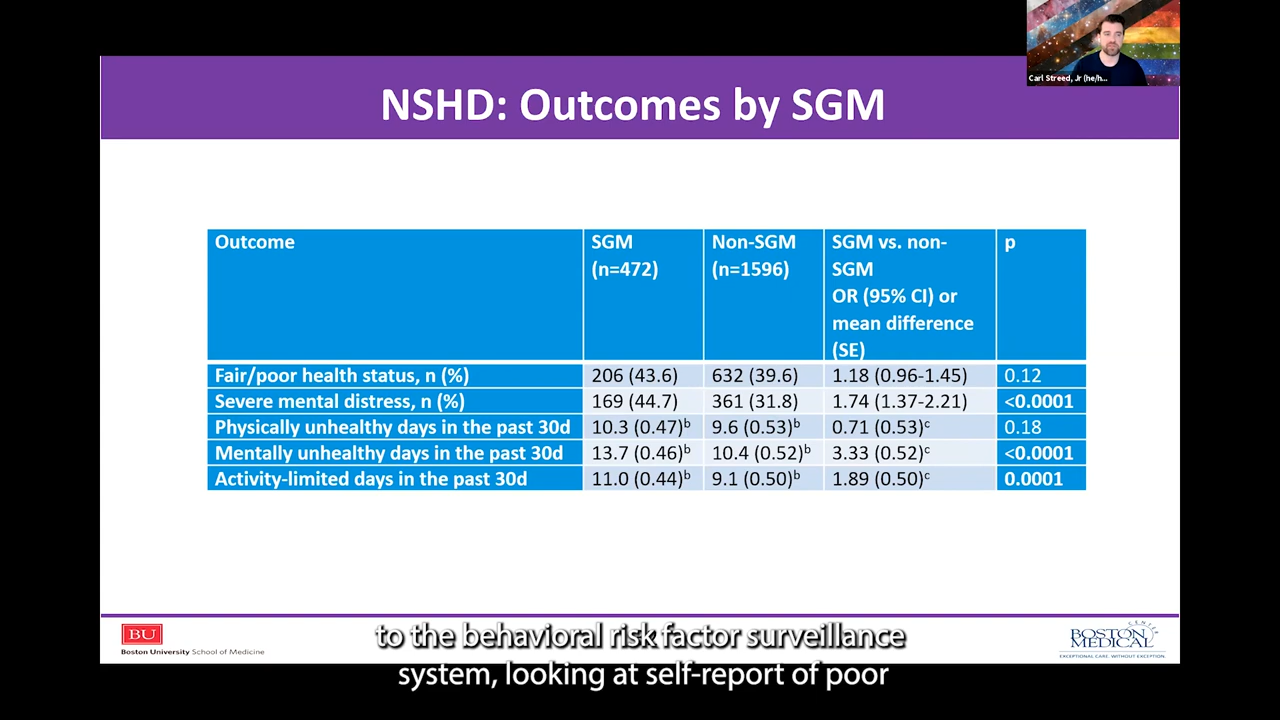 Carl Streed, Jr (he/h...
NSHD: Outcomes by SGM
Outcome
SGM
(n=472)
Non-SGM
(n=1596)
SGM vs. non-
SGM
OR (95% CI) or
mean difference
(SE)
p
Fair/poor health status, n (%) 206 (43.6) 632 (39.6) 1.18 (0.96-1.45) 0.12
Severe mental distress, n (%) 169 (44.7) 361 (31.8) 1.74 (1.37-2.21) <0.0001
Physically unhealthy days in the past 30d 10.3 (0.47)ᵇ 9.6 (0.53)ᵇ 0.71 (0.53)ᶜ 0.18
Mentally unhealthy days in the past 30d 13.7 (0.46)ᵇ 10.4 (0.52)ᵇ 3.33 (0.52)ᶜ <0.0001
Activity-limited days in the past 30d 11.0 (0.44)ᵇ 9.1 (0.50)ᵇ 1.89 (0.50)ᶜ 0.0001
BU
Boston University School of Medicine
BOSTON
MEDICAL
CENTER
EXCEPTIONAL CARE. WITHOUT EXCEPTION.
to the behavioral risk factor surveillance
system, looking at self-report of poor